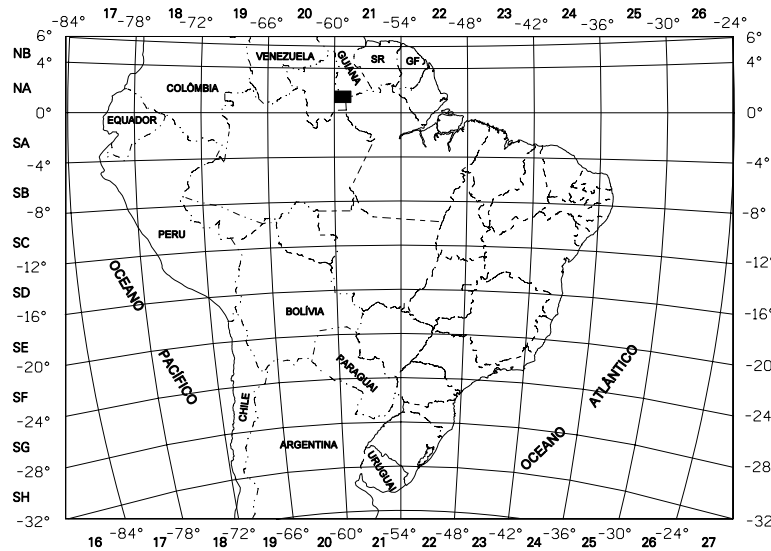 17 18 19 20 21 22 23 24 25 26
-84° -78° -72° -66° -60° -54° -48° -42° -36° -30° -24°
6° 6°
NB VENEZUELA GUIANA SR GF
4° 4°
NA COLÔMBIA
0° 0°
EQUADOR
SA
-4° -4°
SB
-8° -8°
PERU
SC
-12° -12°
OCEANO
SD
BOLÍVIA
-16° -16°
SE
PACÍFICO PARAGUAI ATLÂNTICO
-20° -20
SF CHILE
-24° -24°
OCEANO
SG ARGENTINA
URUGUAI
-28° -28°
SH
-32° -32°
-84° -78° -72° -66° -60° -54° -48° -42° -36° -30° -24°
16 17 18 19 20 21 22 23 24 25 26 27